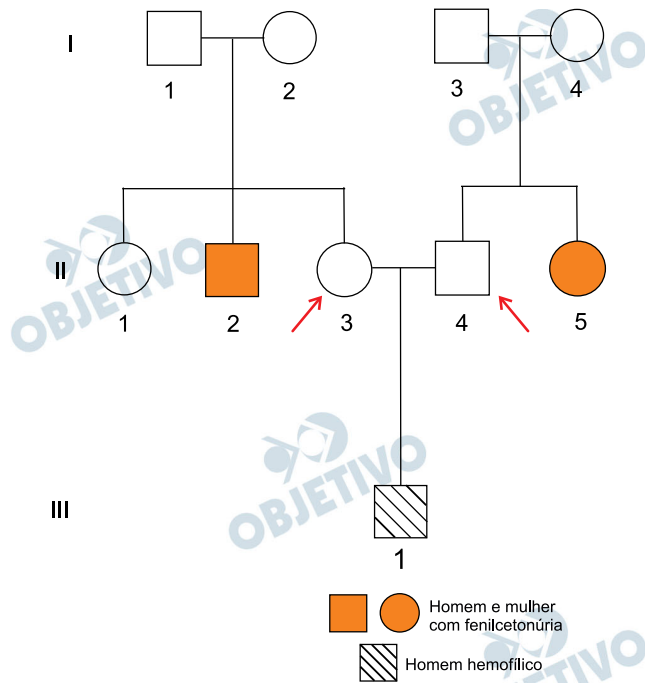 I
1
2
3
4
OBJETIVO
II
1
2
3
4
5
OBJETIVO
OBJETIVO
III
1
Homem e mulher
com fenilcetonúria
Homem hemofílico
OBJETIVO